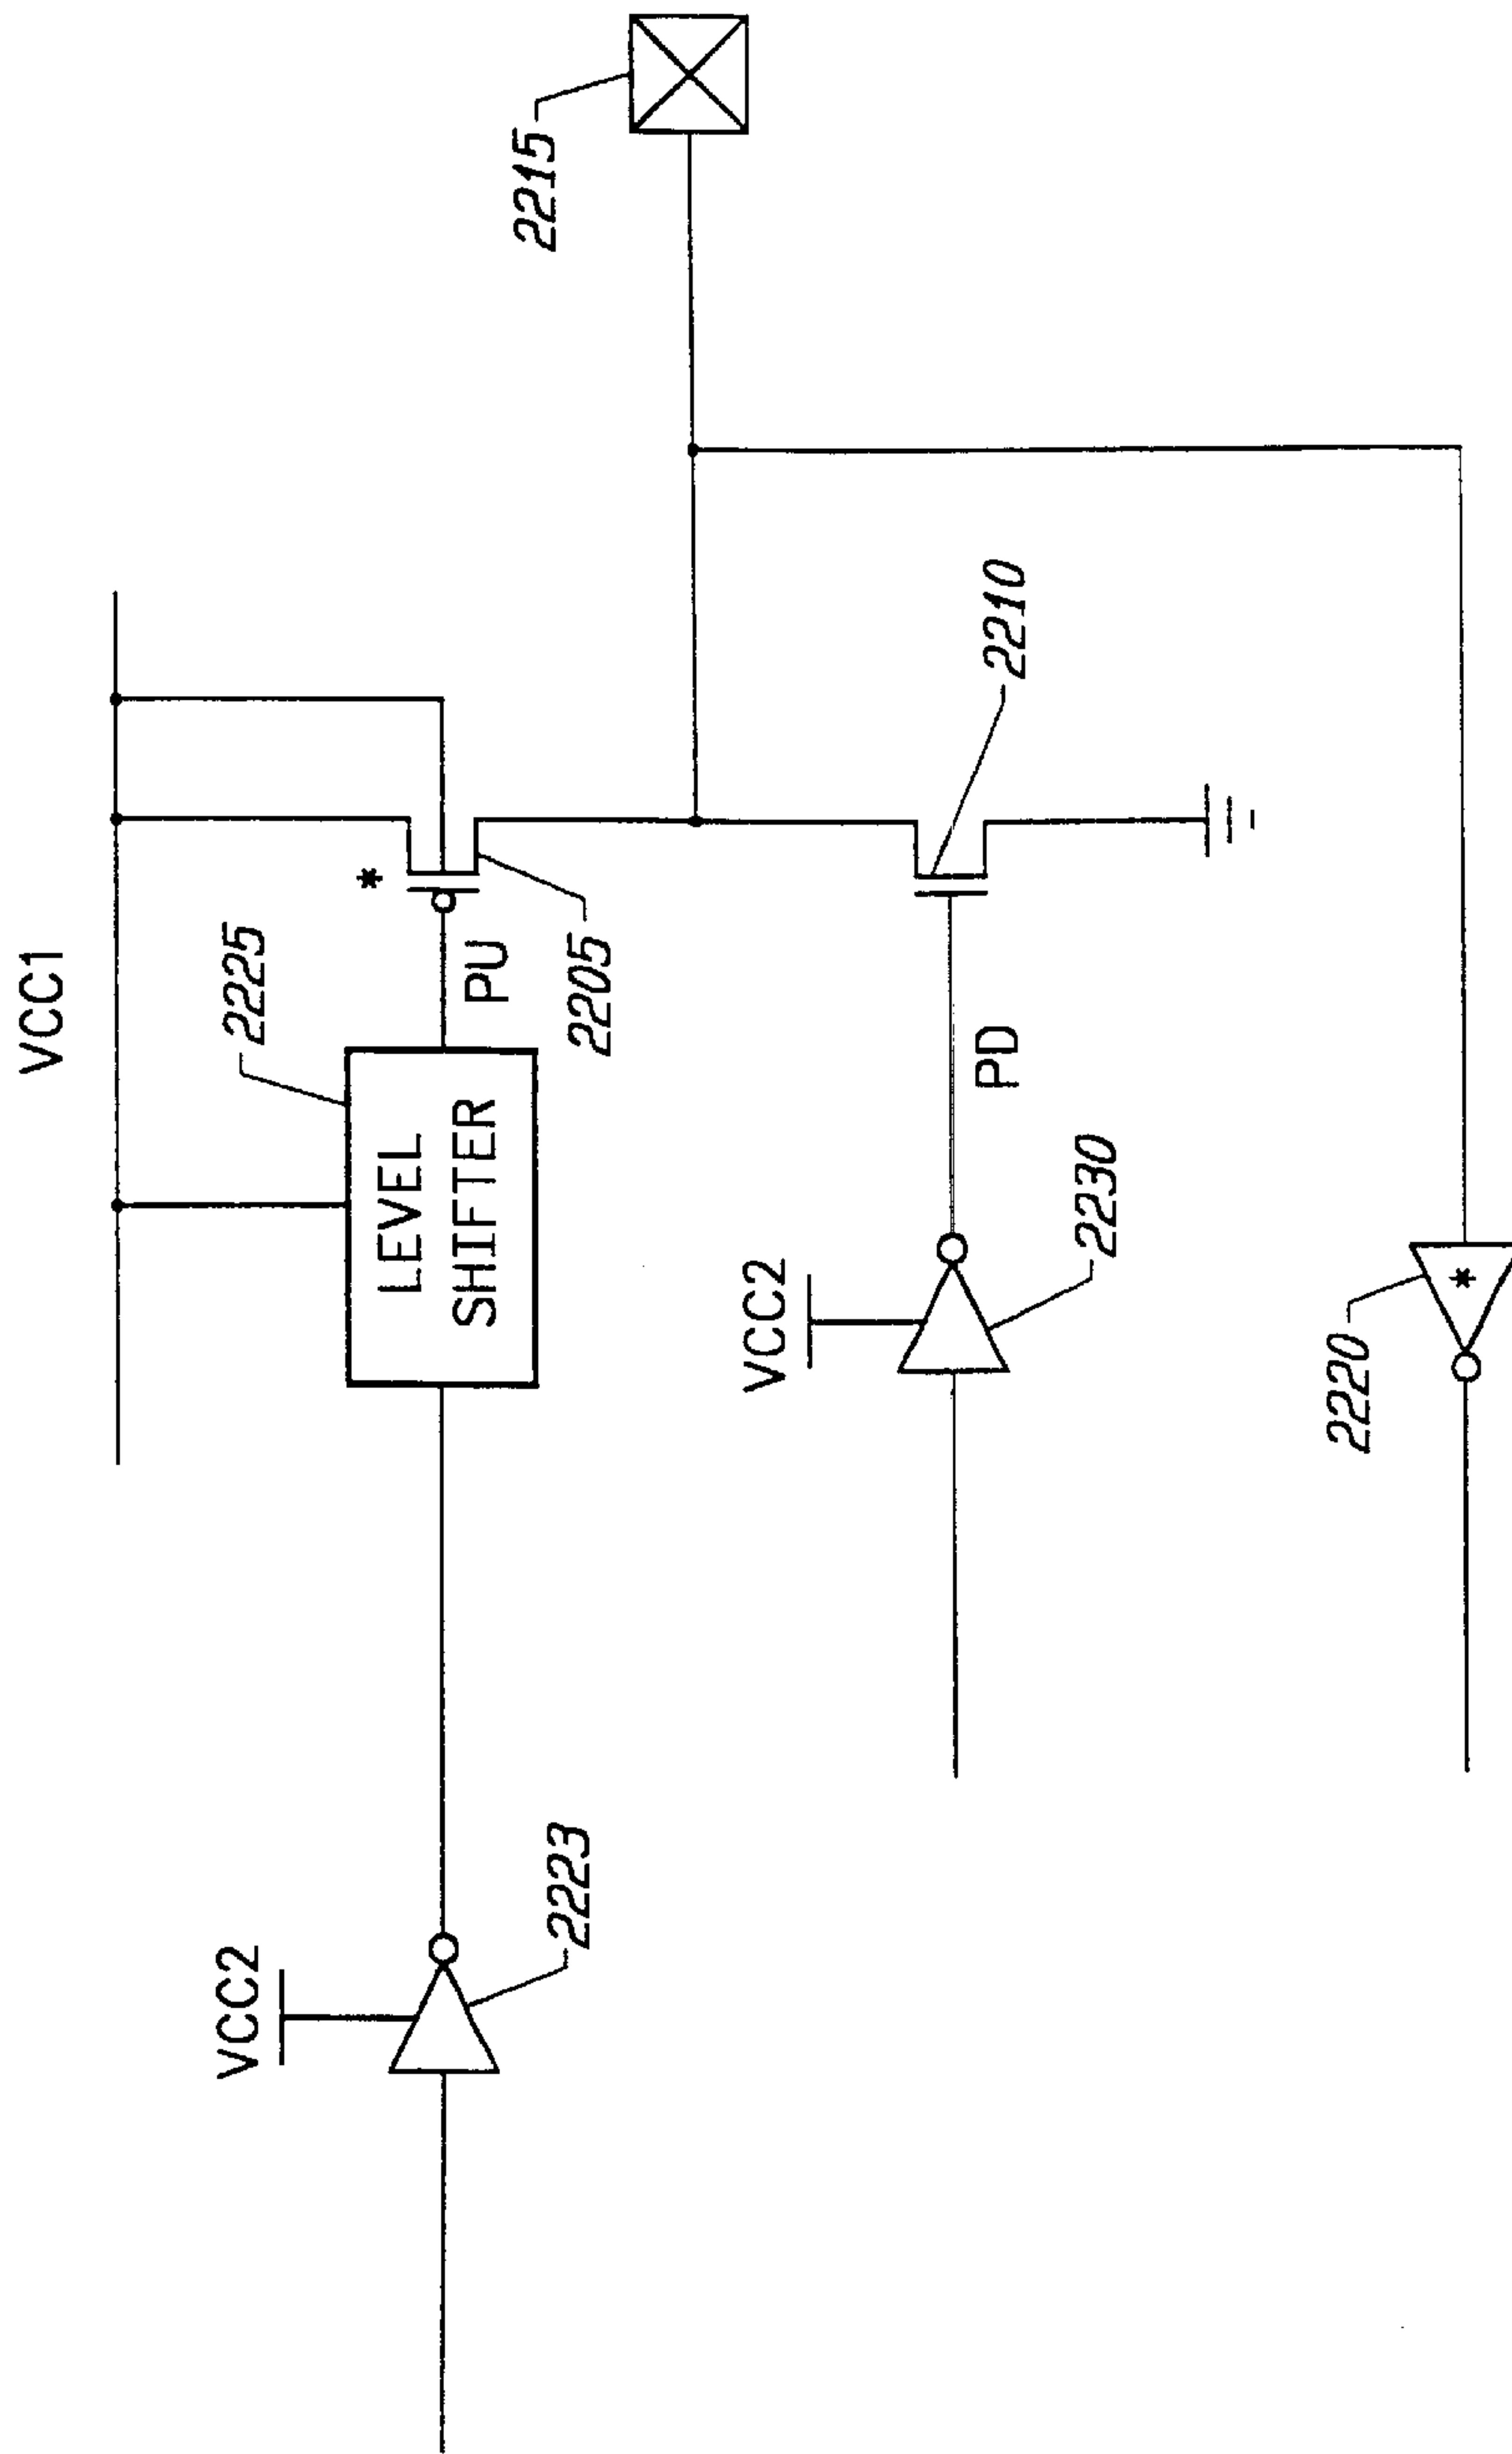 VCC1
2225
LEVEL
SHIFTER
*
PU
2205
2215
VCC2
2223
VCC2
PD
2210
2230
2220
*